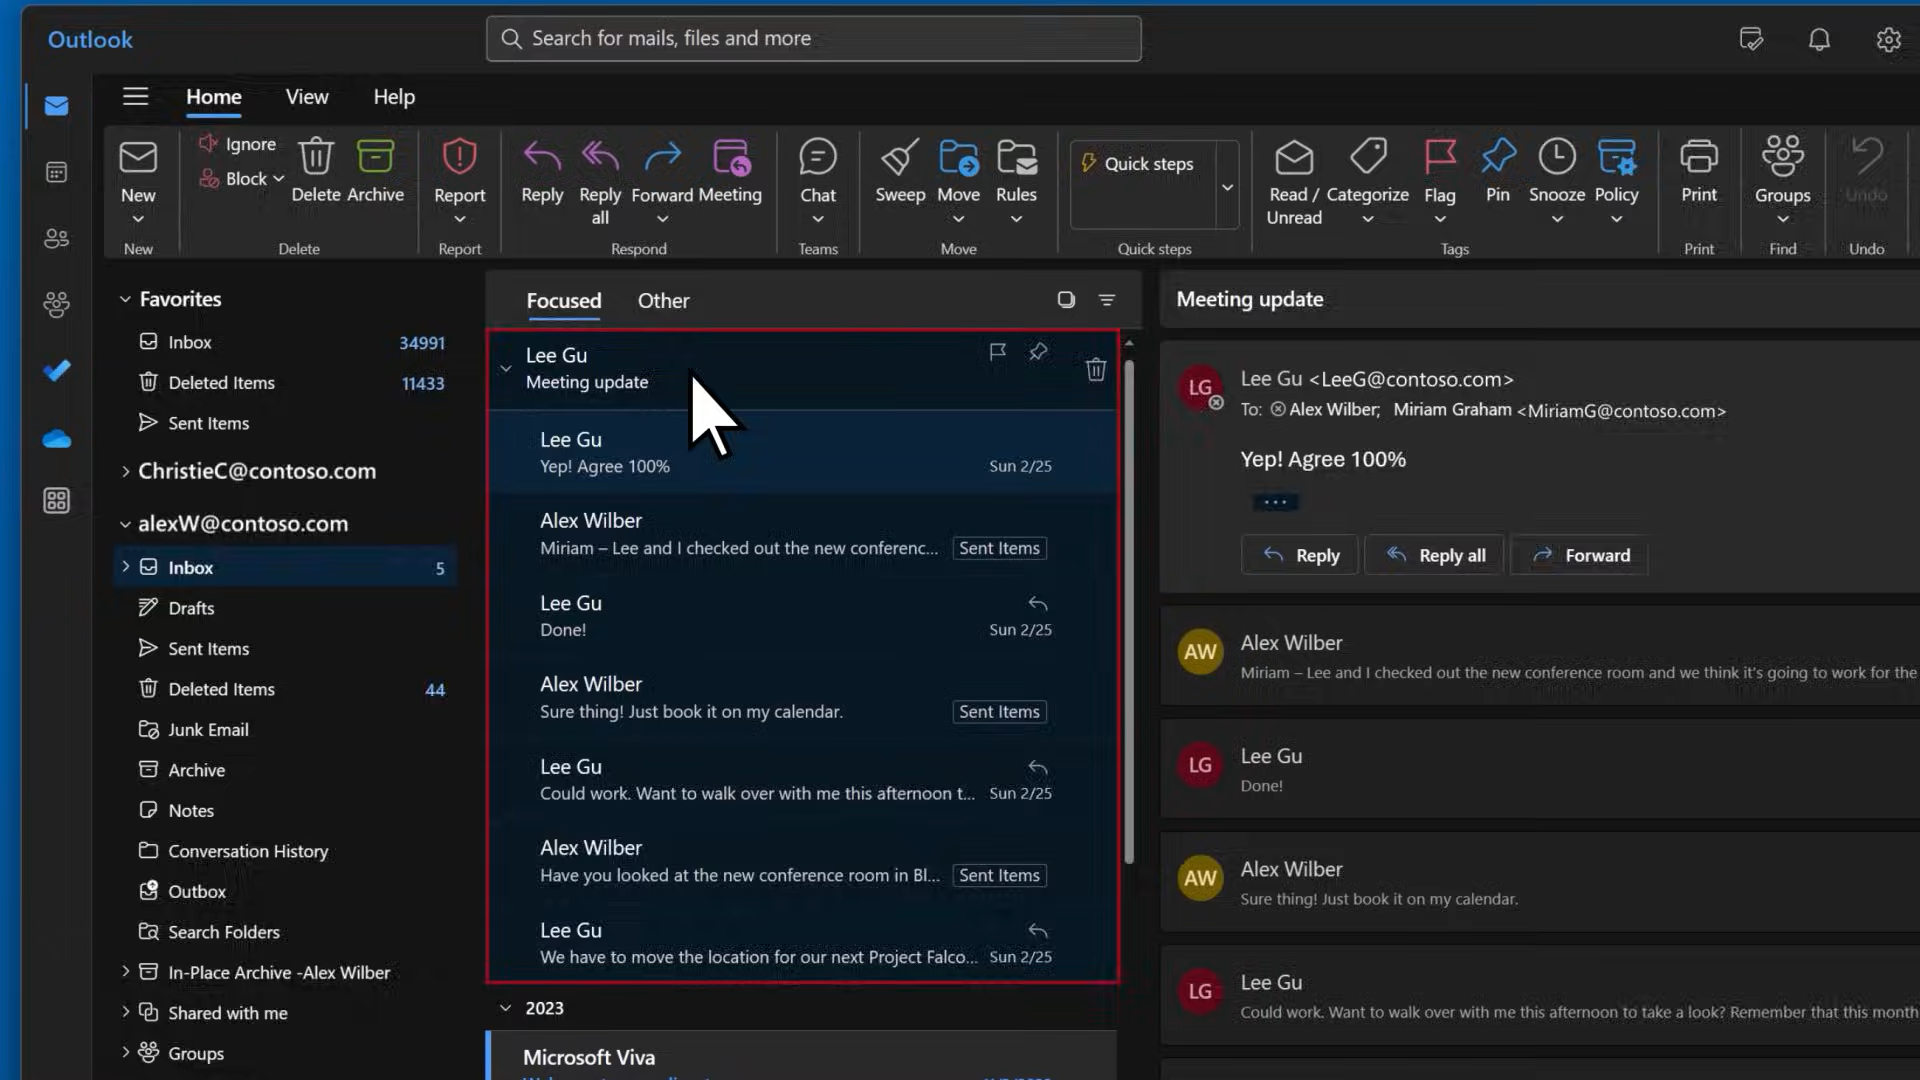 Outlook
Search for mails, files and more
Home View Help
New
Ignore
Block
Delete Archive
Report
Reply
Reply all
Forward
Meeting
Chat
Sweep
Move
Rules
Quick steps
Read / Unread
Categorize
Flag
Pin
Snooze
Policy
Print
Groups
Undo
New Delete Report Respond Teams Move Quick steps Tags Print Find Undo
Favorites
Inbox 34991
Deleted Items 11433
Sent Items
ChristieC@contoso.com
alexW@contoso.com
Inbox 5
Drafts
Sent Items
Deleted Items 44
Junk Email
Archive
Notes
Conversation History
Outbox
Search Folders
In-Place Archive -Alex Wilber
Shared with me
Groups
Focused Other
Lee Gu
Meeting update
Lee Gu
Yep! Agree 100% Sun 2/25
Alex Wilber
Miriam – Lee and I checked out the new conferenc... Sent Items
Lee Gu
Done! Sun 2/25
Alex Wilber
Sure thing! Just book it on my calendar. Sent Items
Lee Gu
Could work. Want to walk over with me this afternoon t... Sun 2/25
Alex Wilber
Have you looked at the new conference room in Bl... Sent Items
Lee Gu
We have to move the location for our next Project Falco... Sun 2/25
2023
Microsoft Viva
Meeting update
LG
Lee Gu <LeeG@contoso.com>
To: Alex Wilber; Miriam Graham <MiriamG@contoso.com>
Yep! Agree 100%
...
Reply Reply all Forward
AW
Alex Wilber
Miriam – Lee and I checked out the new conference room and we think it's going to work for the
LG
Lee Gu
Done!
AW
Alex Wilber
Sure thing! Just book it on my calendar.
LG
Lee Gu
Could work. Want to walk over with me this afternoon to take a look? Remember that this month